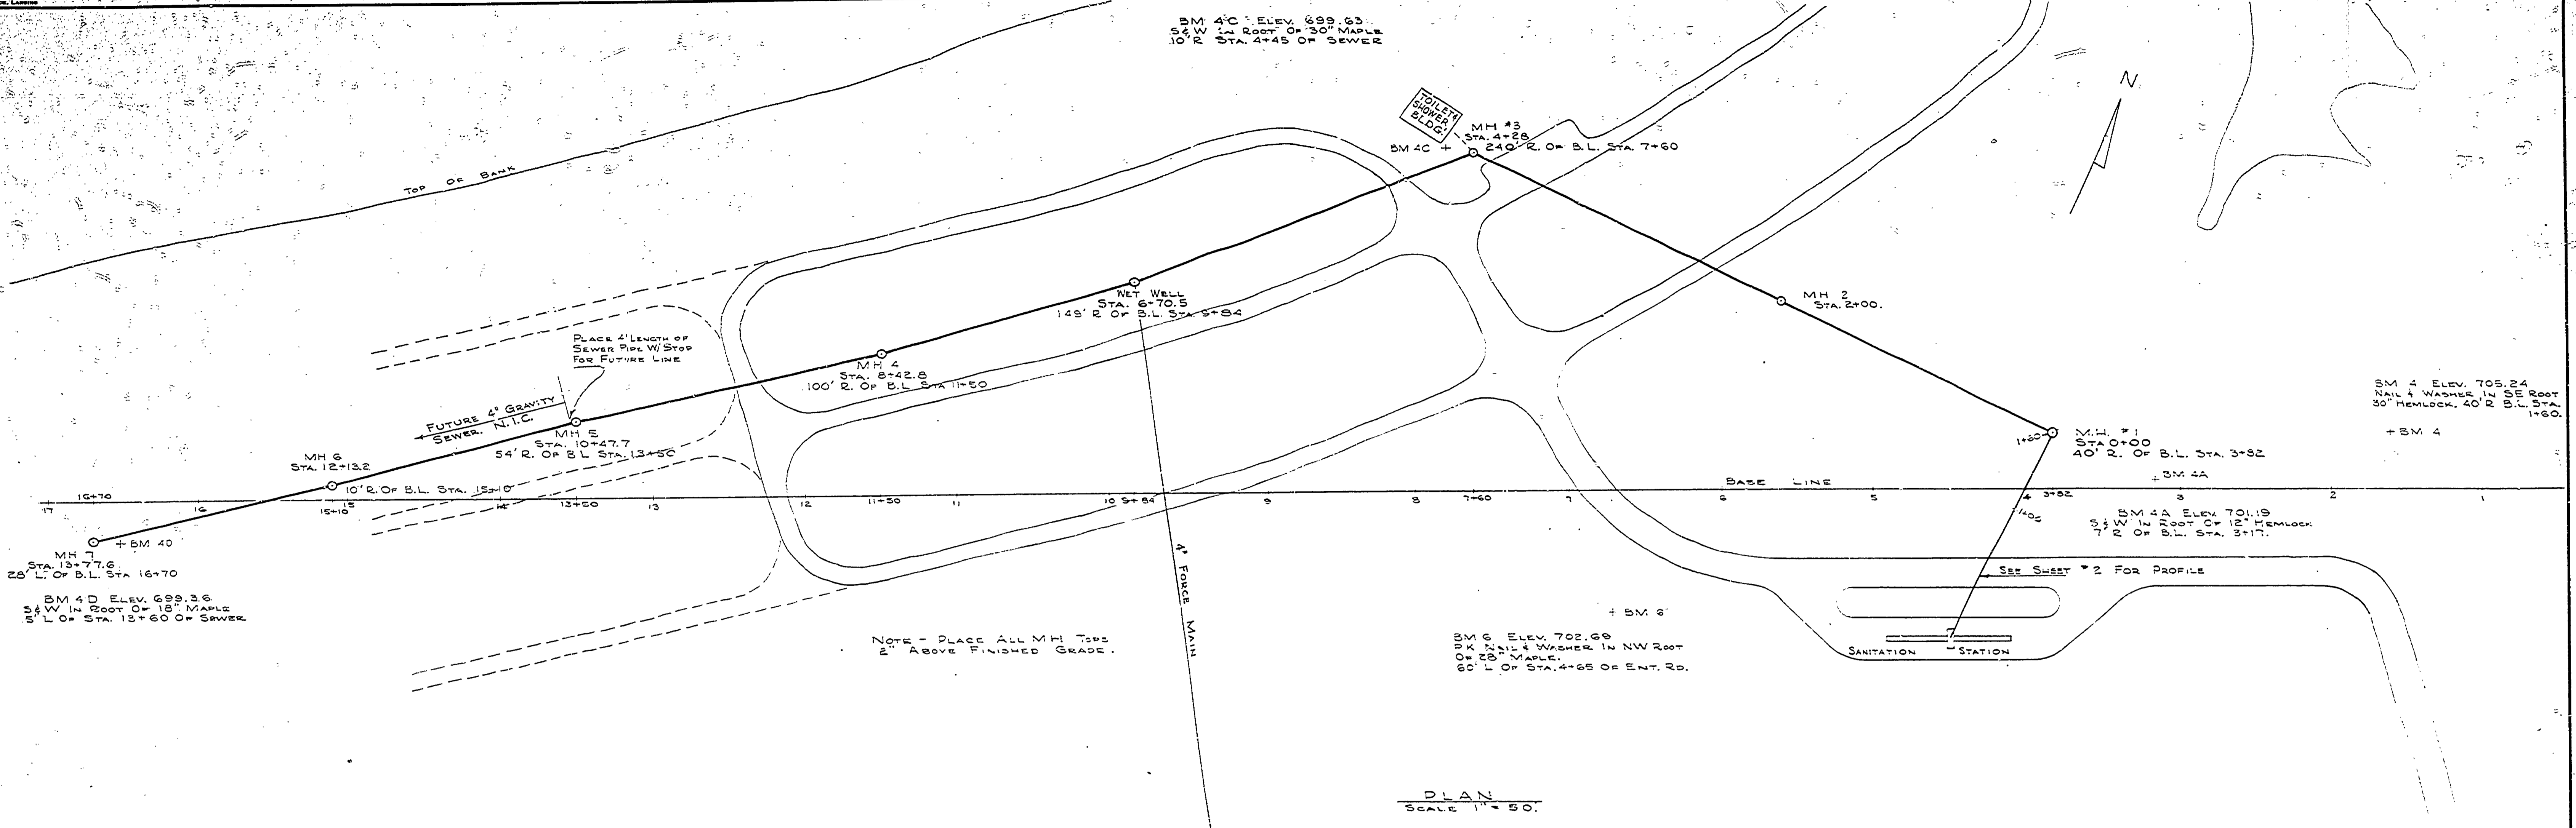 BM 4C ELEV. 699.63
S&W IN ROOT OF 30" MAPLE
10' R STA. 4+45 OF SEWER
N
TOILET &
SHOWER
BLDG.
MH #3
STA. 4+28
240' R. OF B.L. STA. 7+60
BM 4C +
TOP OF BANK
WET WELL
STA. 6+70.5
149' R OF B.L. STA. 9+84
MH 2
STA. 2+00.
PLACE 4' LENGTH OF
SEWER PIPE W/ STOP
FOR FUTURE LINE
MH 4
STA. 8+42.8
100' R. OF B.L. STA 11+50
FUTURE 4" GRAVITY
SEWER. N.I.C.
MH 5
STA. 10+47.7
54' R. OF BL STA. 13+50
BM 4 ELEV. 705.24
NAIL & WASHER IN SE ROOT
30" HEMLOCK, 40' R B.L. STA.
1+60.
+ BM 4
1+60
M.H. #1
STA 0+00
40' R. OF B.L. STA. 3+82
+ BM 4A
MH 6
STA. 12+13.2
10' R. OF B.L. STA. 15+10
BASE LINE
17 16+70 16 15+10 15 14 13+50 13 12 11+50 11 10 9+84 9 8 7+60 7 6 5 4 3+82 3 2 1
BM 4A ELEV 701.19
S&W IN ROOT OF 12" HEMLOCK
7' R OF B.L. STA. 3+17.
+ BM 4D
MH 7
STA. 13+77.6
28' L. OF B.L. STA 16+70
BM 4D ELEV. 699.36
S&W IN ROOT OF 18" MAPLE
5' L OF STA. 13+60 OF SEWER
4" FORCE MAIN
SEE SHEET #2 FOR PROFILE
+ BM 6
BM 6 ELEV. 702.69
PK NAIL & WASHER IN NW ROOT
OF 28" MAPLE.
60' L OF STA. 4+65 OF ENT. RD.
SANITATION STATION
NOTE - PLACE ALL MH TOPS
2" ABOVE FINISHED GRADE.
PLAN
SCALE 1" = 50'